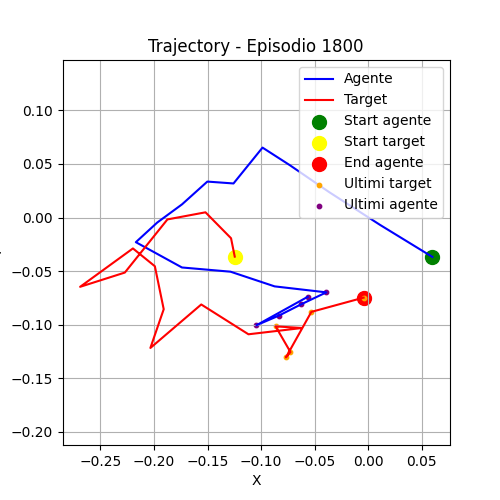 Trajectory - Episodio 1800
Agente
Target
Start agente
Start target
End agente
Ultimi target
Ultimi agente
0.10
0.05
0.00
−0.05
−0.10
−0.15
−0.20
−0.25
−0.20
−0.15
−0.10
−0.05
0.00
0.05
X